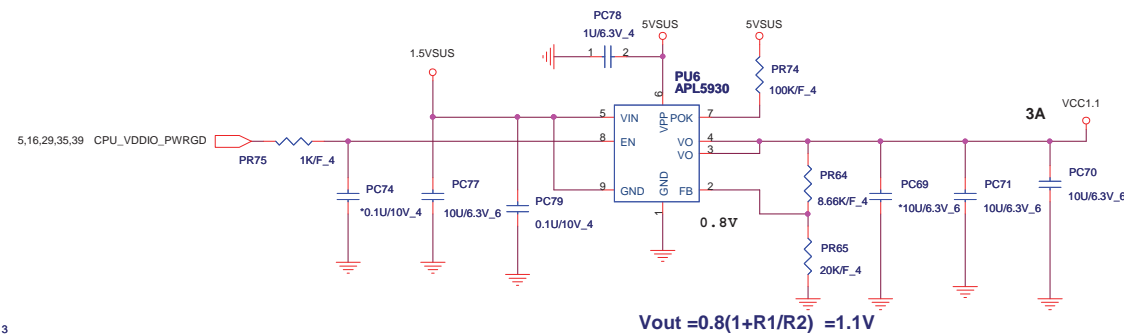 PC78
1U/6.3V_4
5VSUS
5VSUS
1 2
1.5VSUS
PU6
APL5930
PR74
100K/F_4
6
5 VIN VPP POK 7
3A
VCC1.1
5,16,29,35,39 CPU_VDDIO_PWRGD
8 EN VO 4
VO 3
PR75
1K/F_4
PC74
*0.1U/10V_4
PC77
10U/6.3V_6
PC79
0.1U/10V_4
9 GND GND FB 2
1
0.8V
PR64
8.66K/F_4
PC69
*10U/6.3V_6
PC71
10U/6.3V_6
PC70
10U/6.3V_6
PR65
20K/F_4
Vout =0.8(1+R1/R2) =1.1V
3